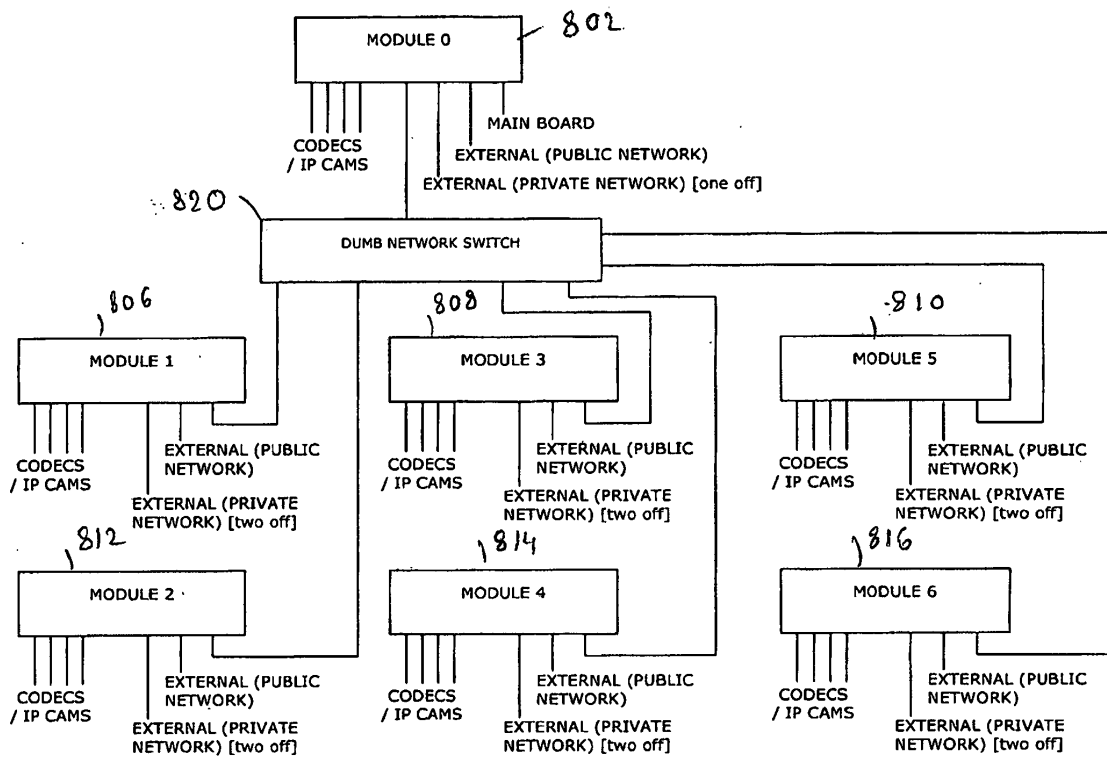 MODULE 0
802
CODECS
/ IP CAMS
MAIN BOARD
EXTERNAL (PUBLIC NETWORK)
EXTERNAL (PRIVATE NETWORK) [one off]
820
DUMB NETWORK SWITCH
806
MODULE 1
CODECS
/ IP CAMS
EXTERNAL (PUBLIC
NETWORK)
EXTERNAL (PRIVATE
NETWORK) [two off]
808
MODULE 3
CODECS
/ IP CAMS
EXTERNAL (PUBLIC
NETWORK)
EXTERNAL (PRIVATE
NETWORK) [two off]
810
MODULE 5
CODECS
/ IP CAMS
EXTERNAL (PUBLIC
NETWORK)
EXTERNAL (PRIVATE
NETWORK) [two off]
812
MODULE 2
CODECS
/ IP CAMS
EXTERNAL (PUBLIC
NETWORK)
EXTERNAL (PRIVATE
NETWORK) [two off]
814
MODULE 4
CODECS
/ IP CAMS
EXTERNAL (PUBLIC
NETWORK)
EXTERNAL (PRIVATE
NETWORK) [two off]
816
MODULE 6
CODECS
/ IP CAMS
EXTERNAL (PUBLIC
NETWORK)
EXTERNAL (PRIVATE
NETWORK) [two off]